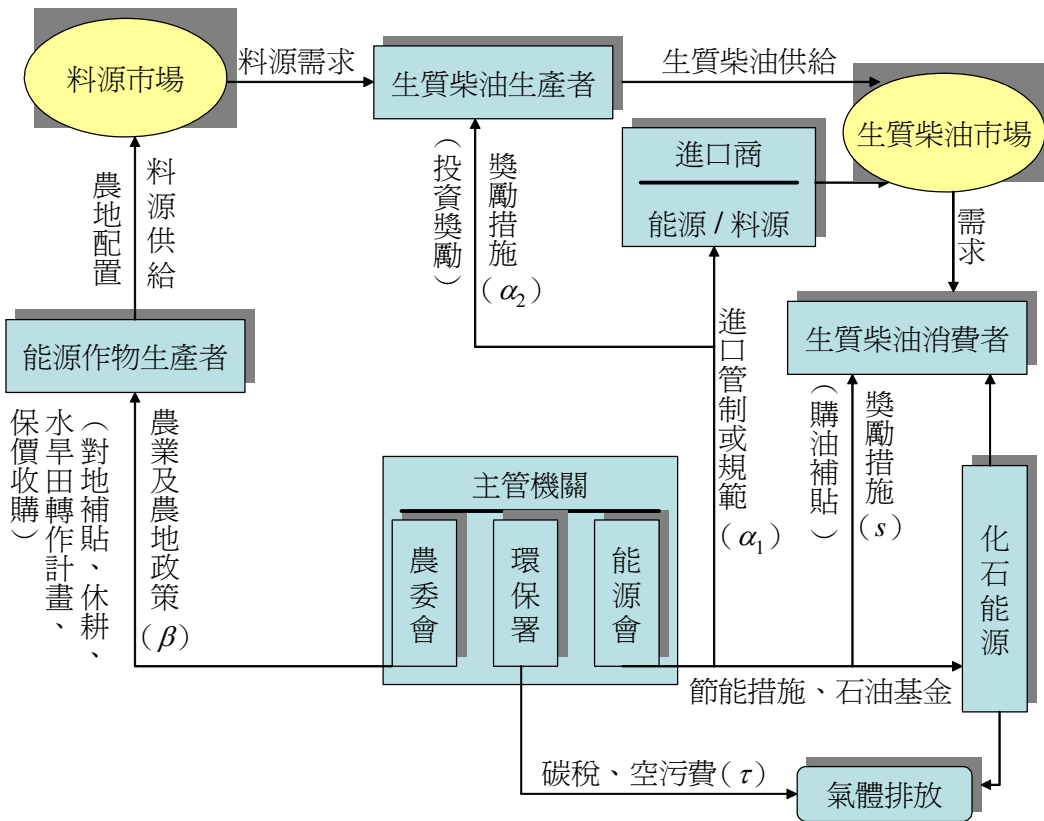 料源市場
料源需求
生質柴油生產者
生質柴油供給
生質柴油市場
進口商
能源 / 料源
需求
料源供給
農地配置
獎勵措施(α₂)
(投資獎勵)
能源作物生產者
生質柴油消費者
進口管制或規範(α₁)
獎勵措施(s)
(購油補貼)
農業及農地政策(β)
(對地補貼、休耕、
水旱田轉作計畫、
保價收購)
主管機關
農委會
環保署
能源會
化石能源
節能措施、石油基金
碳稅、空污費(τ)
氣體排放